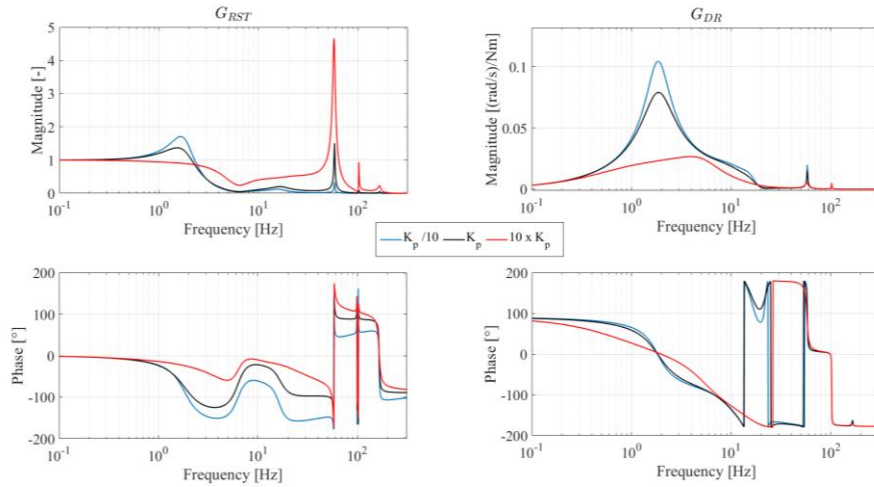 G_RST
Magnitude [-]
5
4
3
2
1
0
10^-1 10^0 10^1 10^2
Frequency [Hz]
G_DR
Magnitude [(rad/s)/Nm]
0.1
0.05
0
10^-1 10^0 10^1 10^2
Frequency [Hz]
K_p /10 K_p 10 x K_p
Phase [°]
200
100
0
-100
-200
10^-1 10^0 10^1 10^2
Frequency [Hz]
Phase [°]
200
100
0
-100
-200
10^-1 10^0 10^1 10^2
Frequency [Hz]